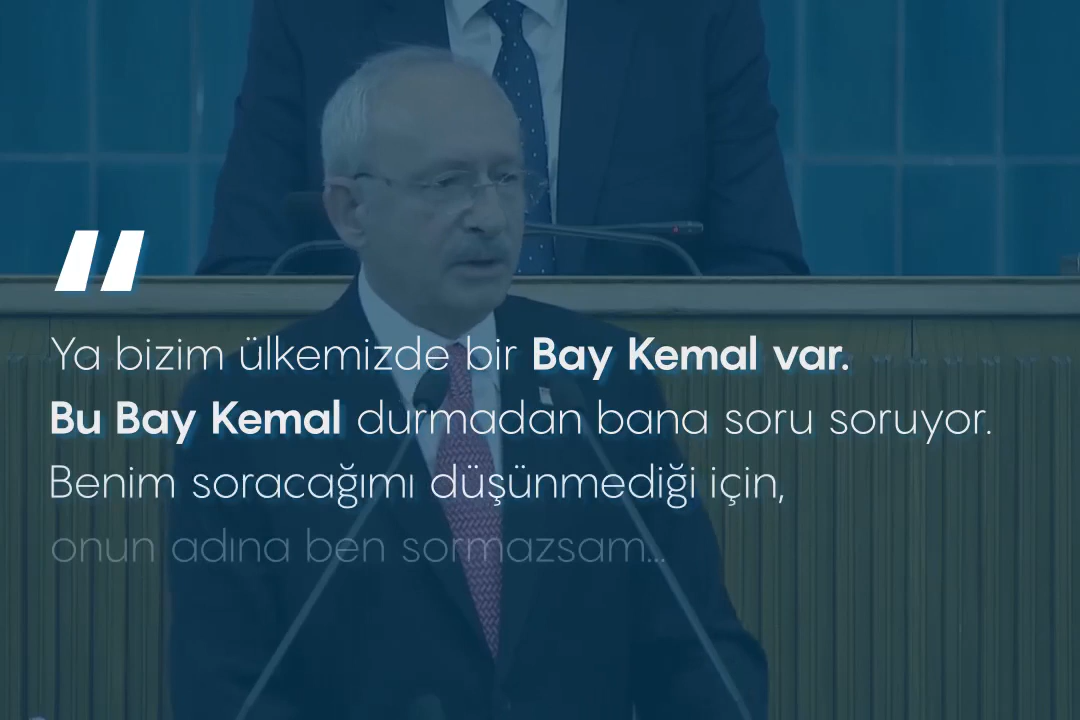 "
Ya bizim ülkemizde bir Bay Kemal var.
Bu Bay Kemal durmadan bana soru soruyor.
Benim soracağımı düşünmediği için,
onun adına ben sormazsam...